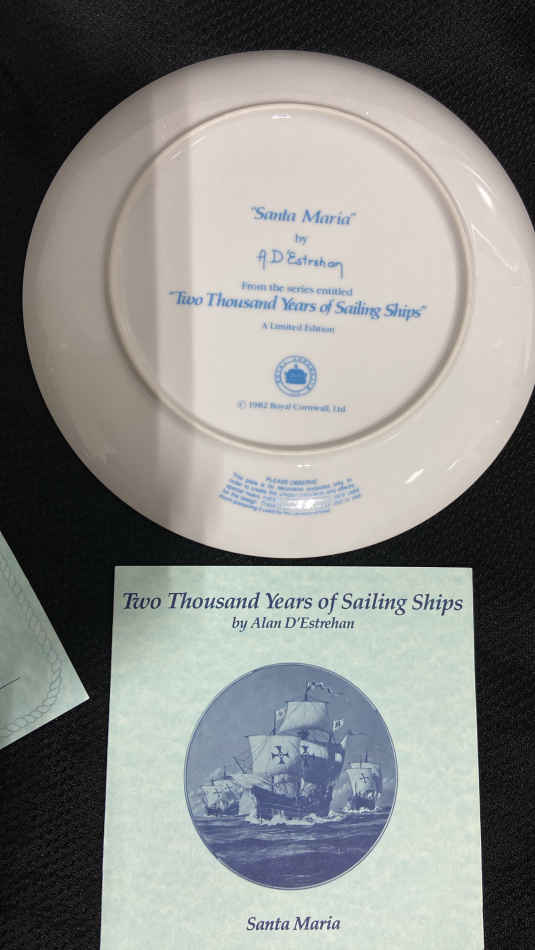 "Santa Maria"
by
A D'Estrehan
From the series entitled
"Two Thousand Years of Sailing Ships"
A Limited Edition
© 1982 Royal Cornwall, Ltd.
PLEASE OBSERVE
Two Thousand Years of Sailing Ships
by Alan D'Estrehan
Santa Maria